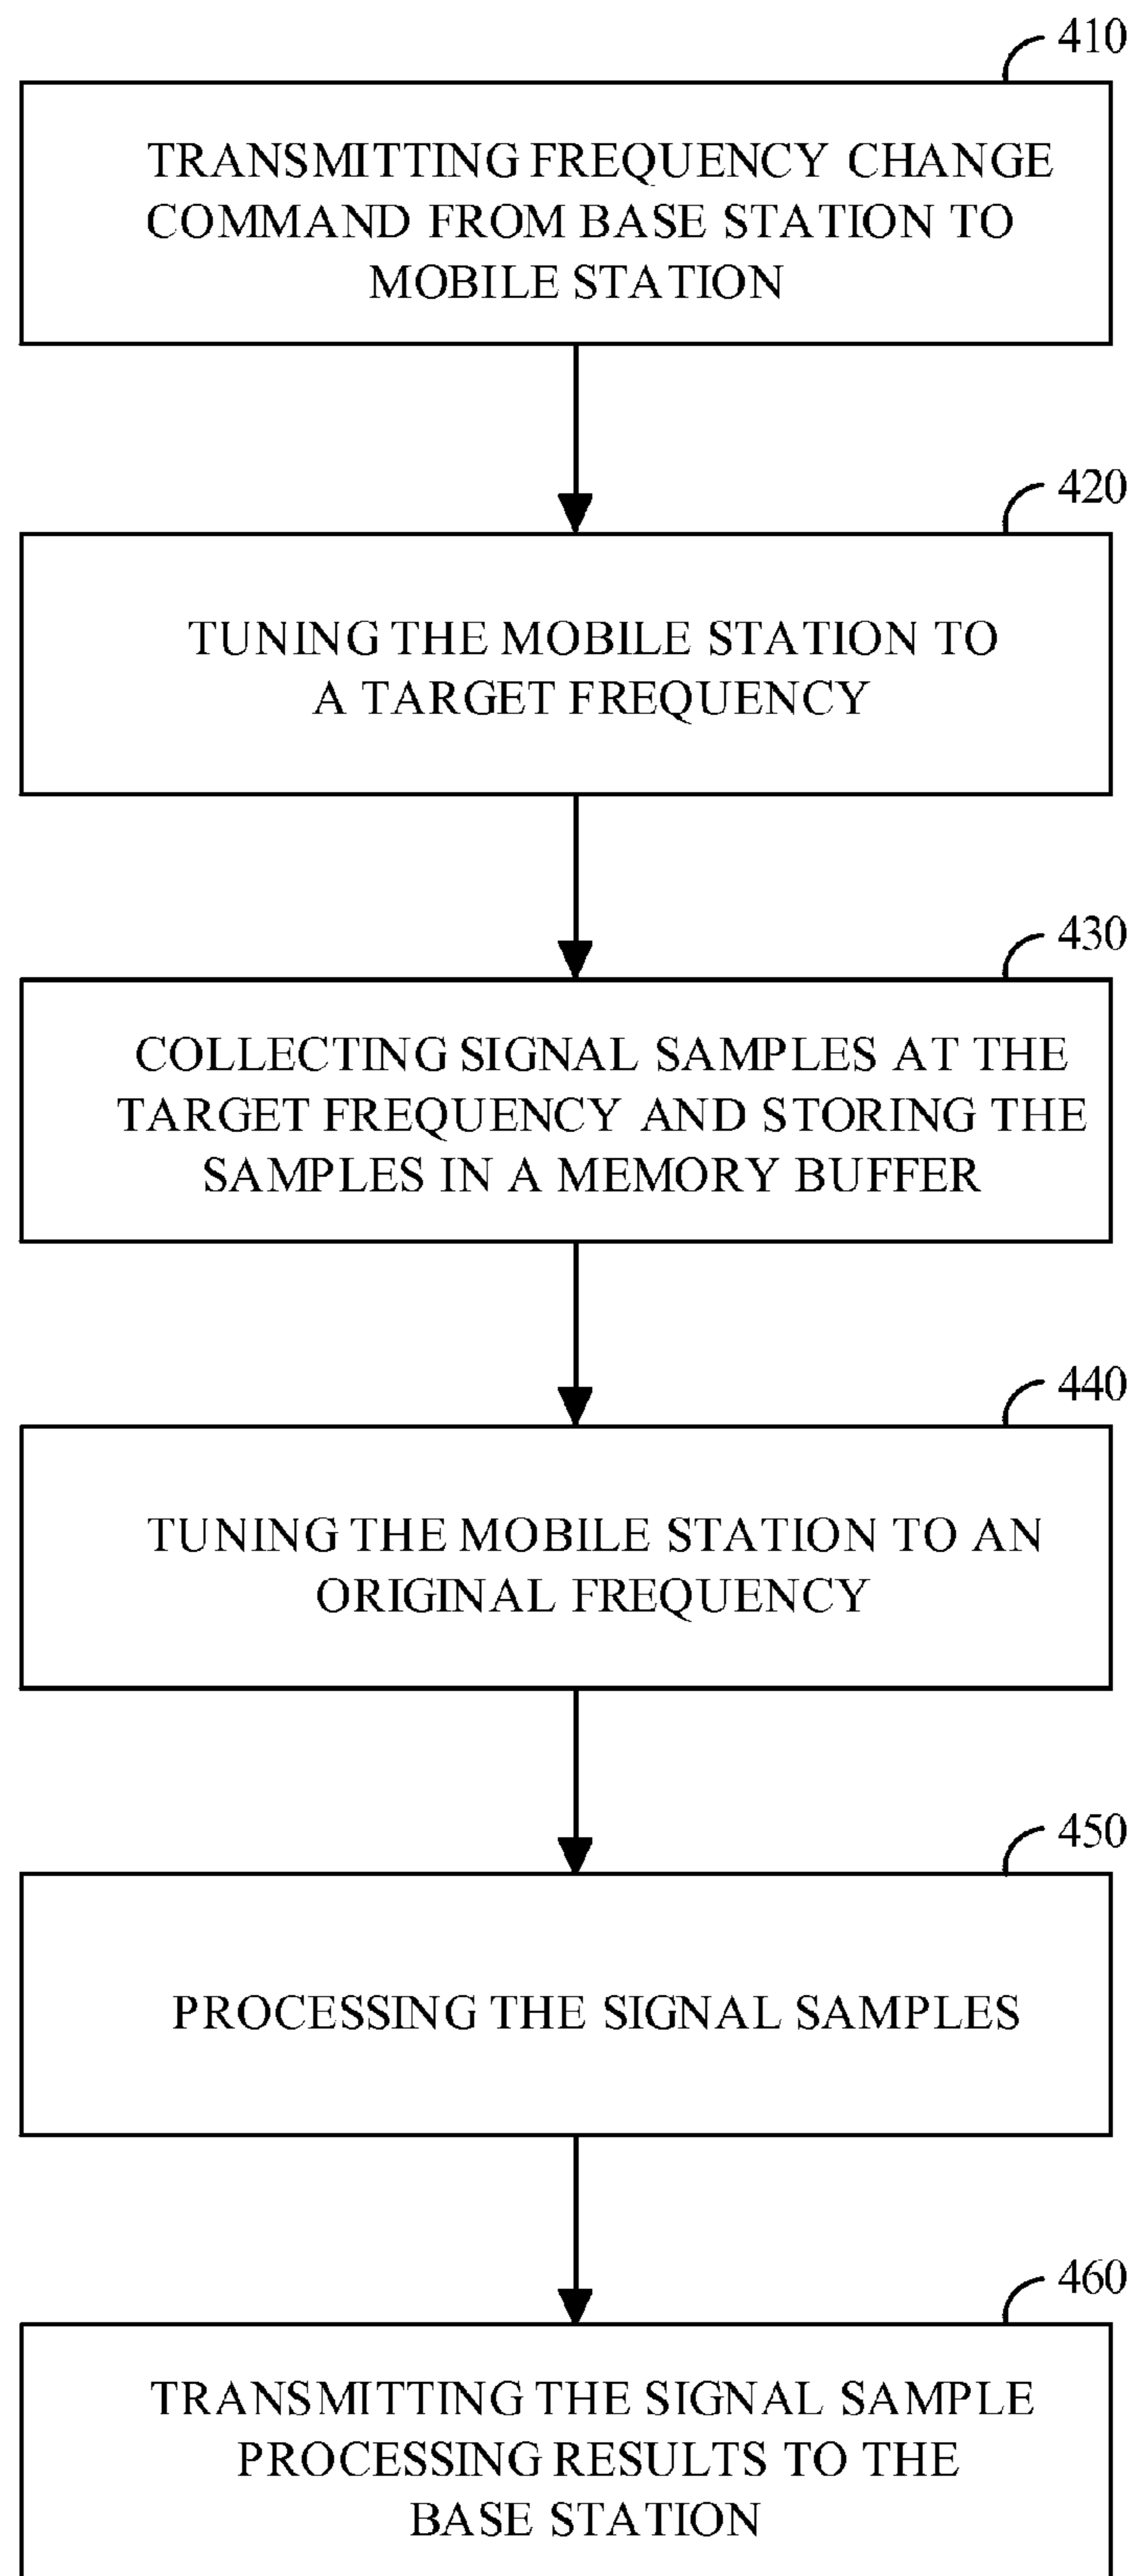 410
TRANSMITTING FREQUENCY CHANGE
COMMAND FROM BASE STATION TO
MOBILE STATION
420
TUNING THE MOBILE STATION TO
A TARGET FREQUENCY
430
COLLECTING SIGNAL SAMPLES AT THE
TARGET FREQUENCY AND STORING THE
SAMPLES IN A MEMORY BUFFER
440
TUNING THE MOBILE STATION TO AN
ORIGINAL FREQUENCY
450
PROCESSING THE SIGNAL SAMPLES
460
TRANSMITTING THE SIGNAL SAMPLE
PROCESSING RESULTS TO THE
BASE STATION